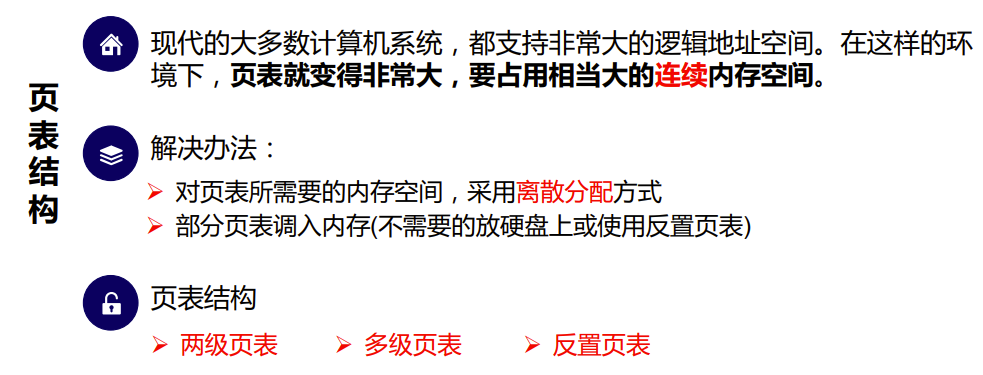 页表结构
现代的大多数计算机系统，都支持非常大的逻辑地址空间。在这样的环
境下，页表就变得非常大，要占用相当大的连续内存空间。
解决办法：
对页表所需要的内存空间，采用离散分配方式
部分页表调入内存(不需要的放硬盘上或使用反置页表)
页表结构
两级页表 多级页表 反置页表